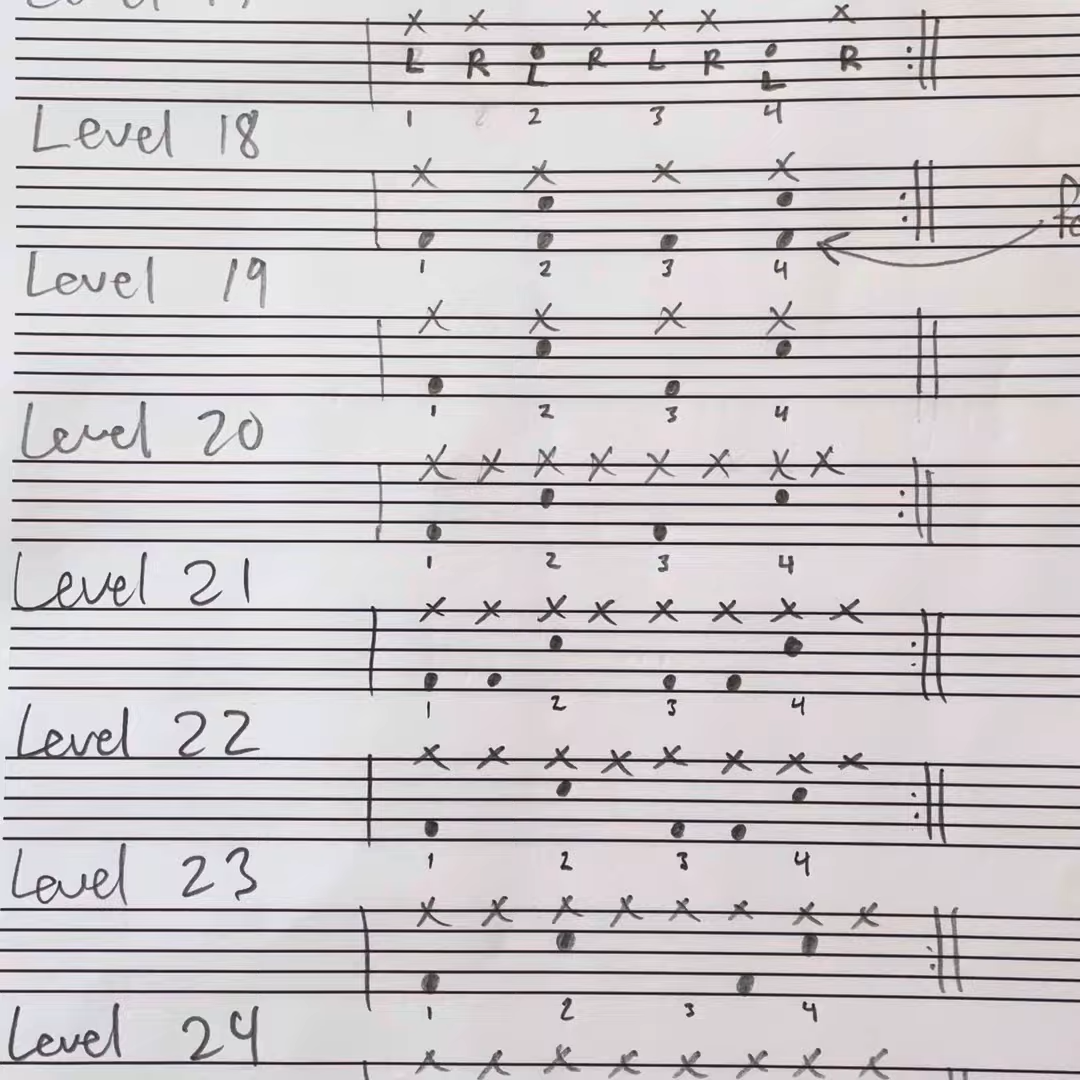 x x x x x x
L R L R L R L R
1 2 3 4
Level 18
x x x x
1 2 3 4
Level 19
x x x x
1 2 3 4
Level 20
x x x x x x x x
1 2 3 4
Level 21
x x x x x x x x
1 2 3 4
Level 22
x x x x x x x x
1 2 3 4
Level 23
x x x x x x x x
1 2 3 4
Level 24
x x x x x x x x